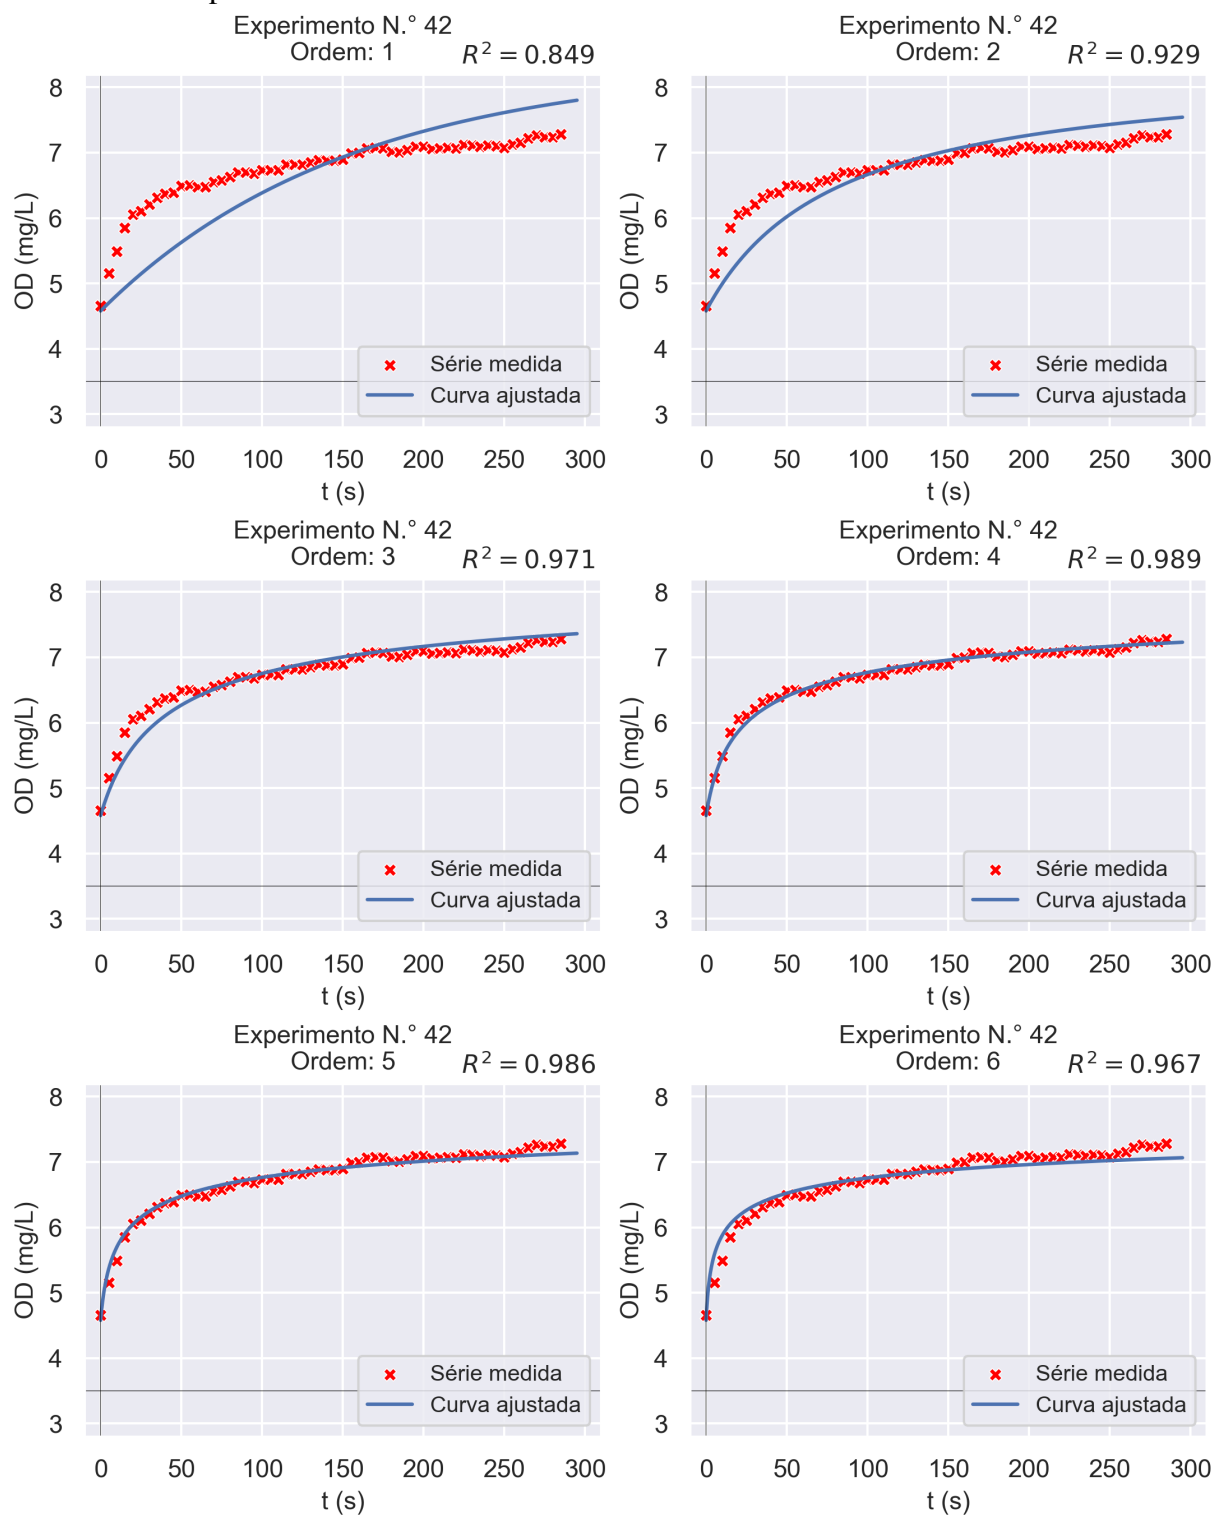 Experimento N.° 42
Ordem: 1 R² = 0.849
8
7
6
5
4
3
OD (mg/L)
Série medida
Curva ajustada
0 50 100 150 200 250 300
t (s)
Experimento N.° 42
Ordem: 2 R² = 0.929
8
7
6
5
4
3
OD (mg/L)
Série medida
Curva ajustada
0 50 100 150 200 250 300
t (s)
Experimento N.° 42
Ordem: 3 R² = 0.971
8
7
6
5
4
3
OD (mg/L)
Série medida
Curva ajustada
0 50 100 150 200 250 300
t (s)
Experimento N.° 42
Ordem: 4 R² = 0.989
8
7
6
5
4
3
OD (mg/L)
Série medida
Curva ajustada
0 50 100 150 200 250 300
t (s)
Experimento N.° 42
Ordem: 5 R² = 0.986
8
7
6
5
4
3
OD (mg/L)
Série medida
Curva ajustada
0 50 100 150 200 250 300
t (s)
Experimento N.° 42
Ordem: 6 R² = 0.967
8
7
6
5
4
3
OD (mg/L)
Série medida
Curva ajustada
0 50 100 150 200 250 300
t (s)